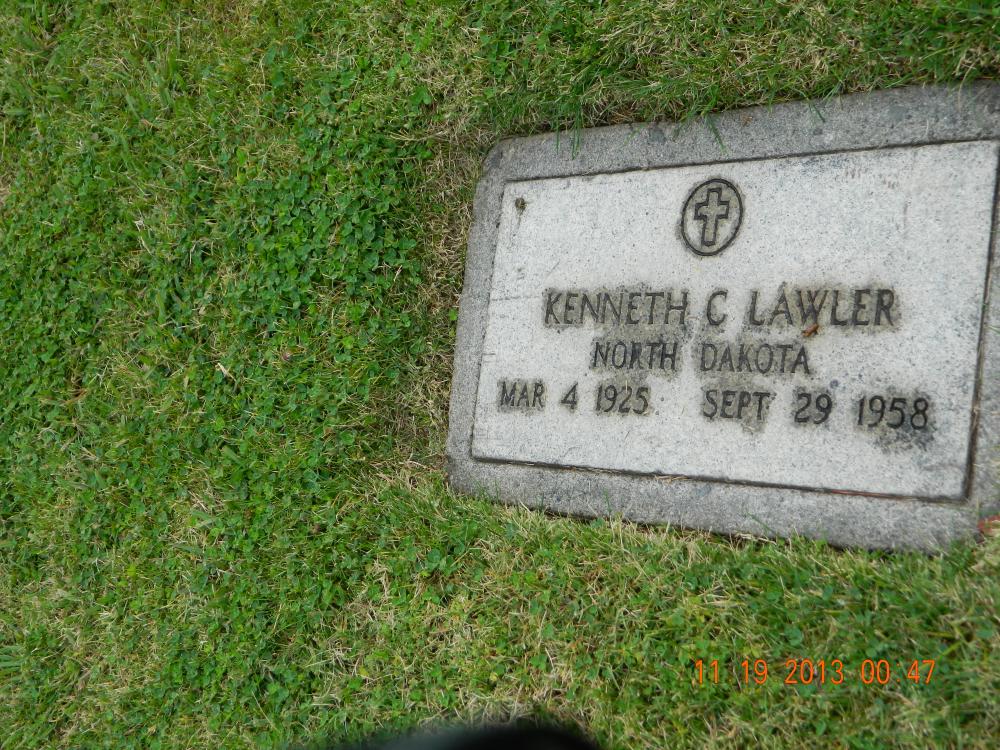 KENNETH C LAWLER
NORTH DAKOTA
MAR 4 1925 SEPT 29 1958
11 19 2013 00 47